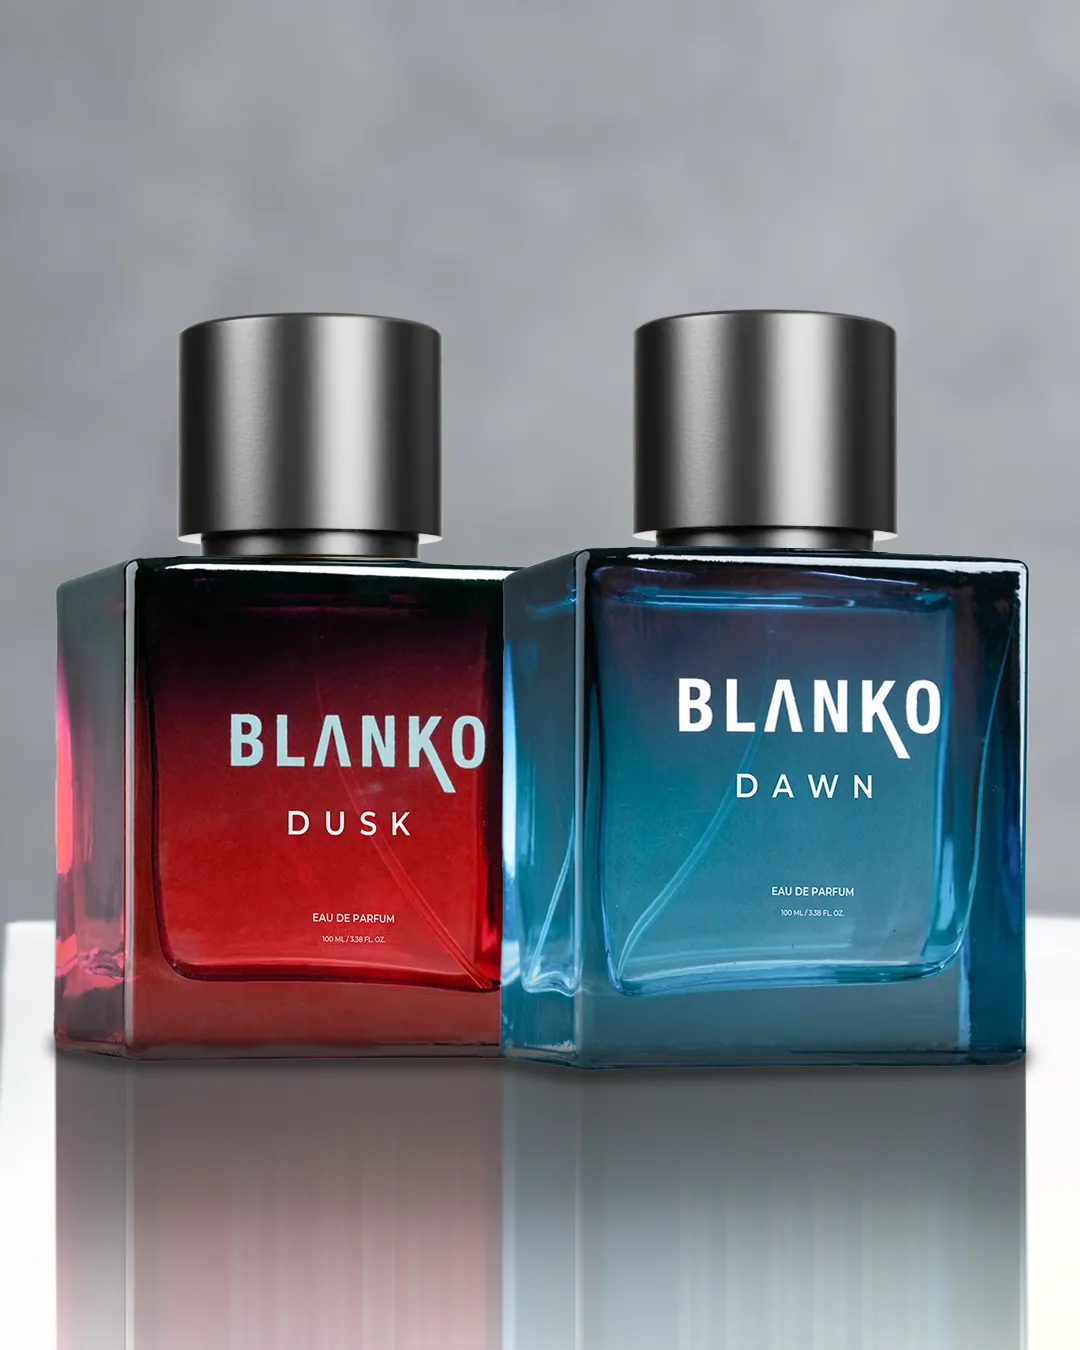 BLANKO
DUSK
EAU DE PARFUM
100 ML / 3.38 FL. OZ.
BLANKO
DAWN
EAU DE PARFUM
100 ML / 3.38 FL. OZ.